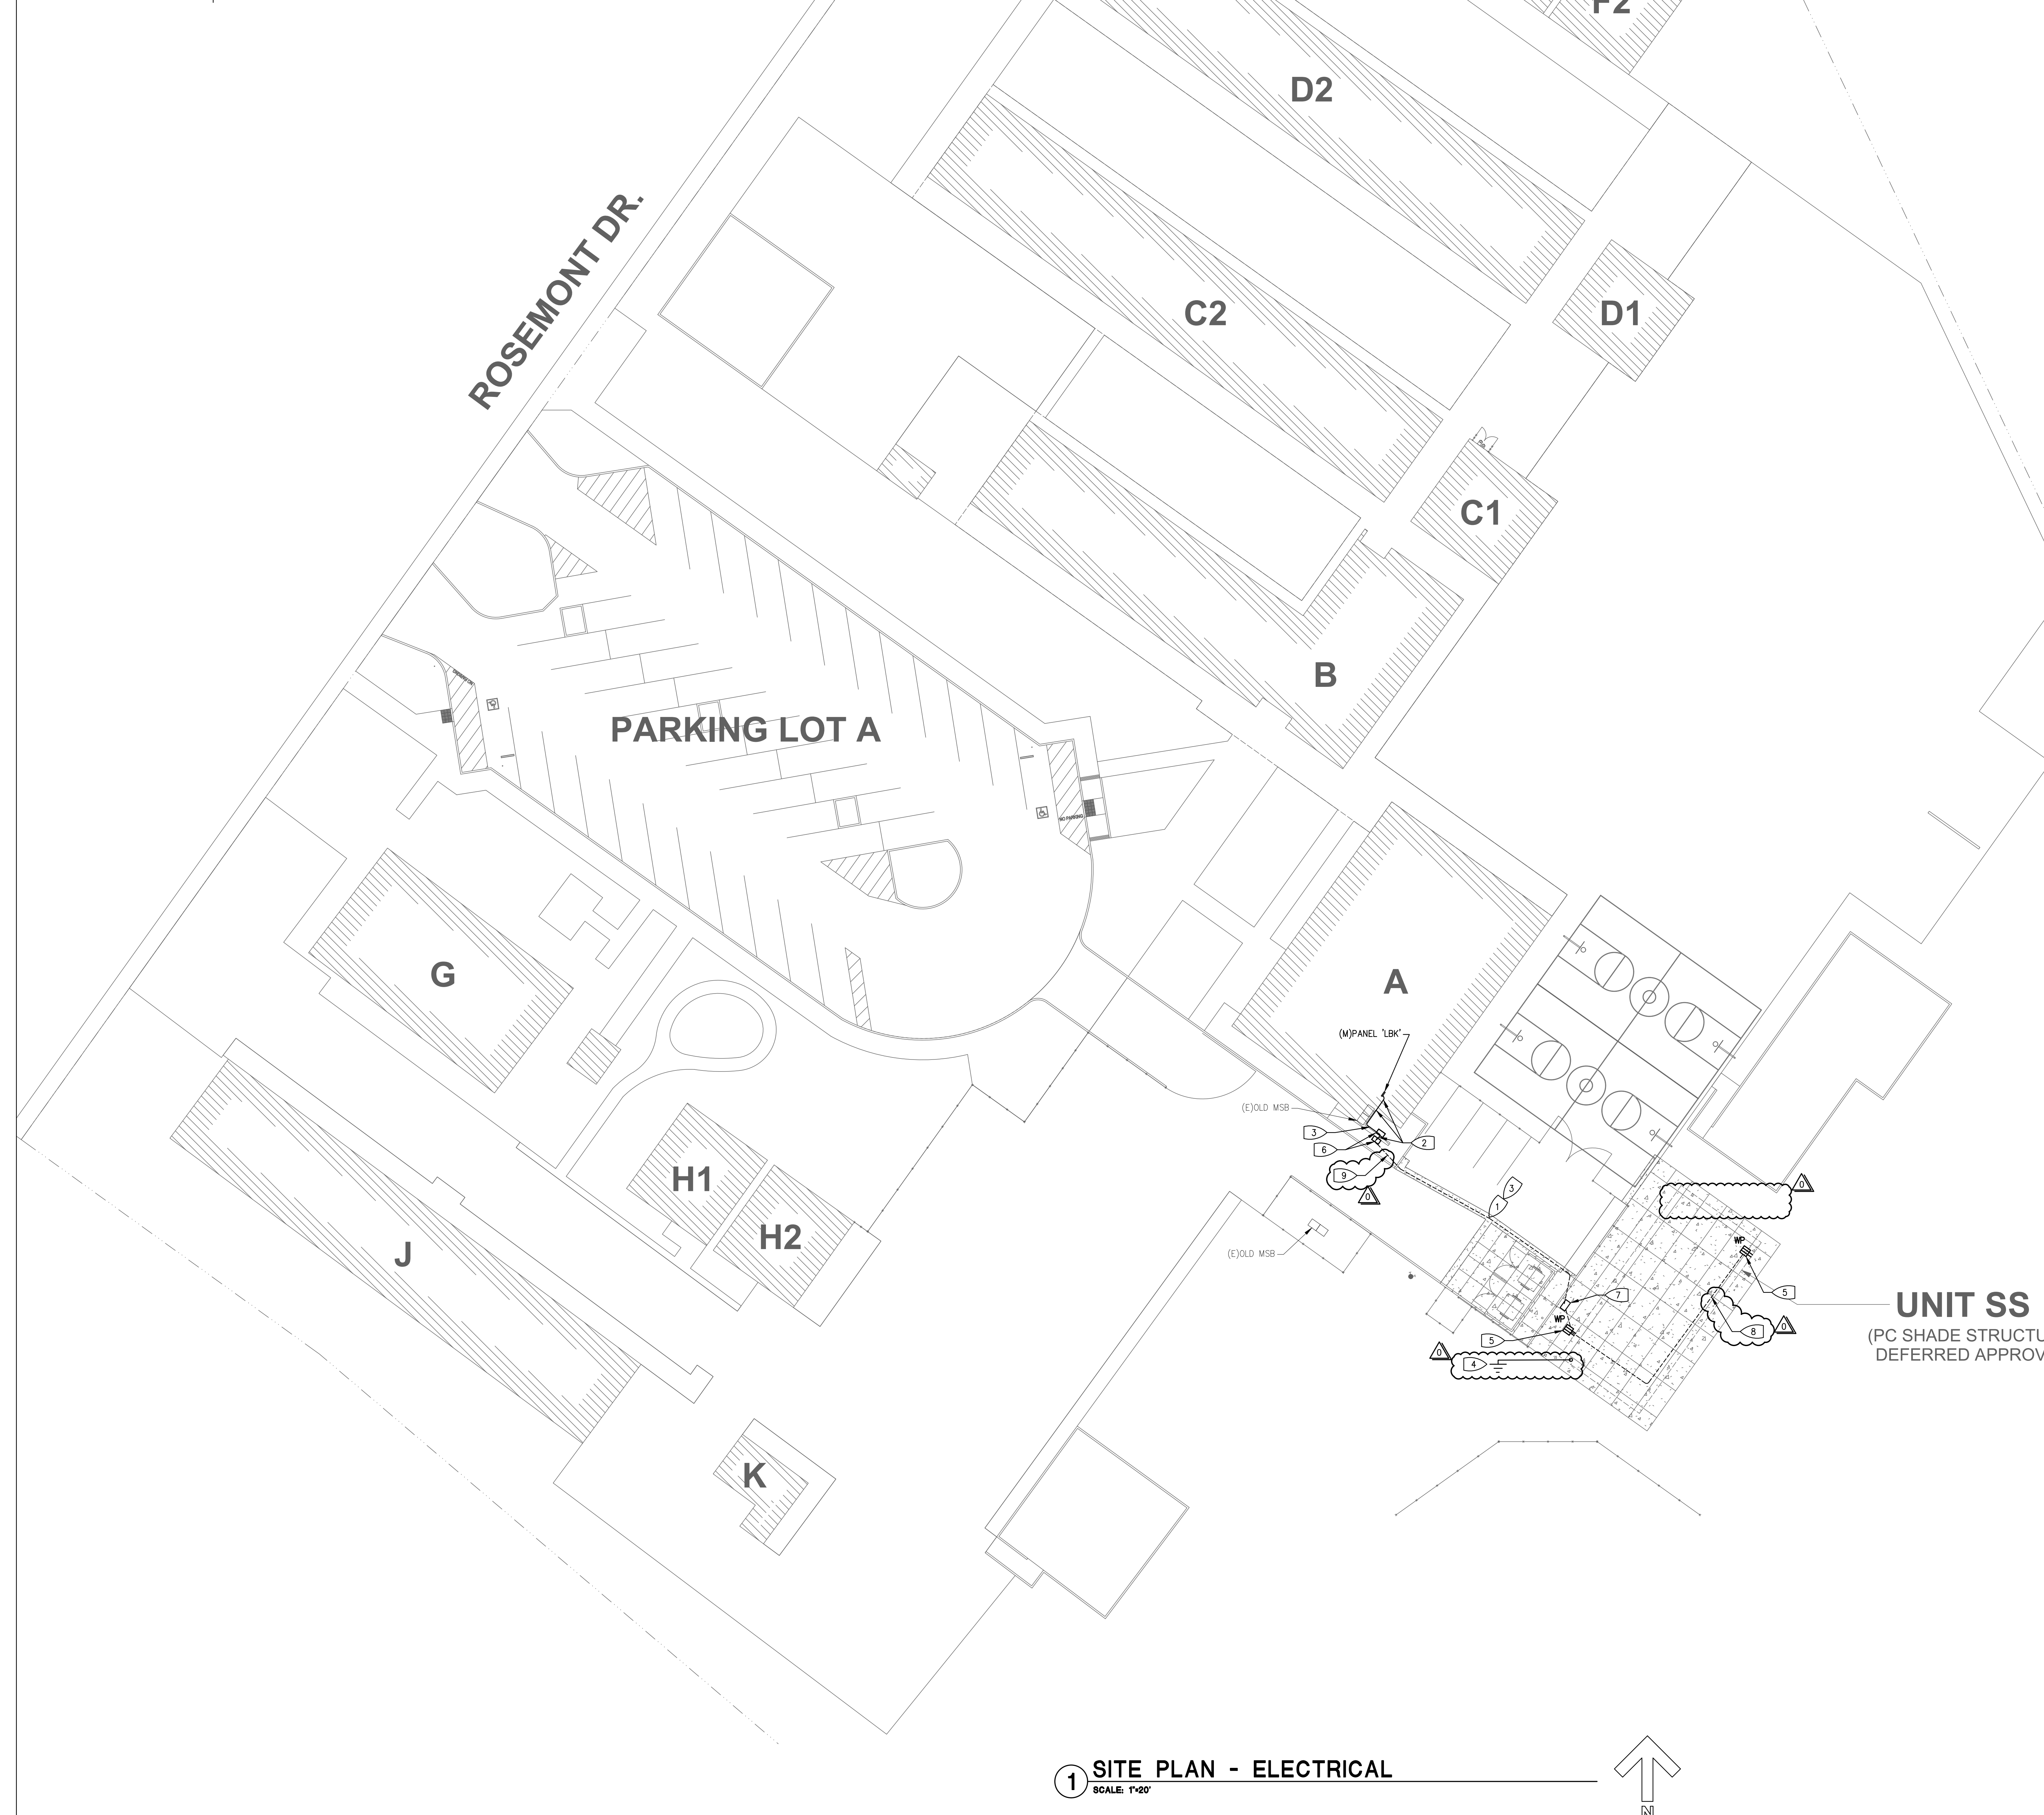 F2
D2
ROSEMONT DR.
C2
D1
C1
B
NO PARKING
PARKING LOT A
NO PARKING
A
G
(M)PANEL "LBK"
(E)OLD MSB
3
2
6
9
0
H1
3
1
0
H2
(E)OLD MSB
J
WP
5
7
UNIT SS
WP
8
0
5
(PC SHADE STRUCTU
0
4
DEFERRED APPROV
K
1
SITE PLAN - ELECTRICAL
SCALE: 1"=20'
N